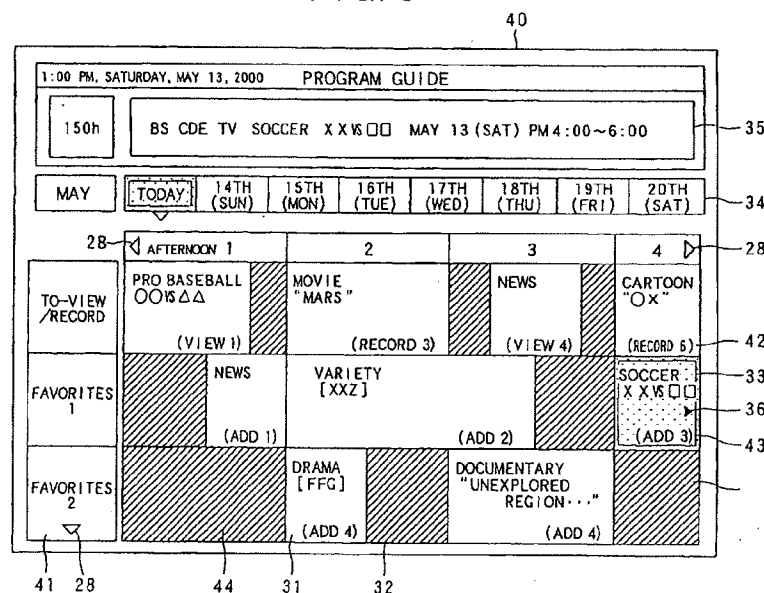 40
1:00 PM, SATURDAY, MAY 13, 2000 PROGRAM GUIDE
150h
BS CDE TV SOCCER X X VS □□ MAY 13 (SAT) PM 4:00~6:00
35
MAY
TODAY
14TH (SUN)
15TH (MON)
16TH (TUE)
17TH (WED)
18TH (THU)
19TH (FRI)
20TH (SAT)
34
28
AFTERNOON 1
2
3
4
28
TO-VIEW
/RECORD
PRO BASEBALL
○○VS△△
(VIEW 1)
MOVIE
"MARS"
(RECORD 3)
NEWS
(VIEW 4)
CARTOON
"○×"
(RECORD 6)
42
FAVORITES
1
NEWS
(ADD 1)
VARIETY
[XXZ]
(ADD 2)
SOCCER
X X VS □□
(ADD 3)
33
36
43
FAVORITES
2
DRAMA
[FFG]
(ADD 4)
DOCUMENTARY
"UNEXPLORED
REGION···"
(ADD 4)
41
28
44
31
32